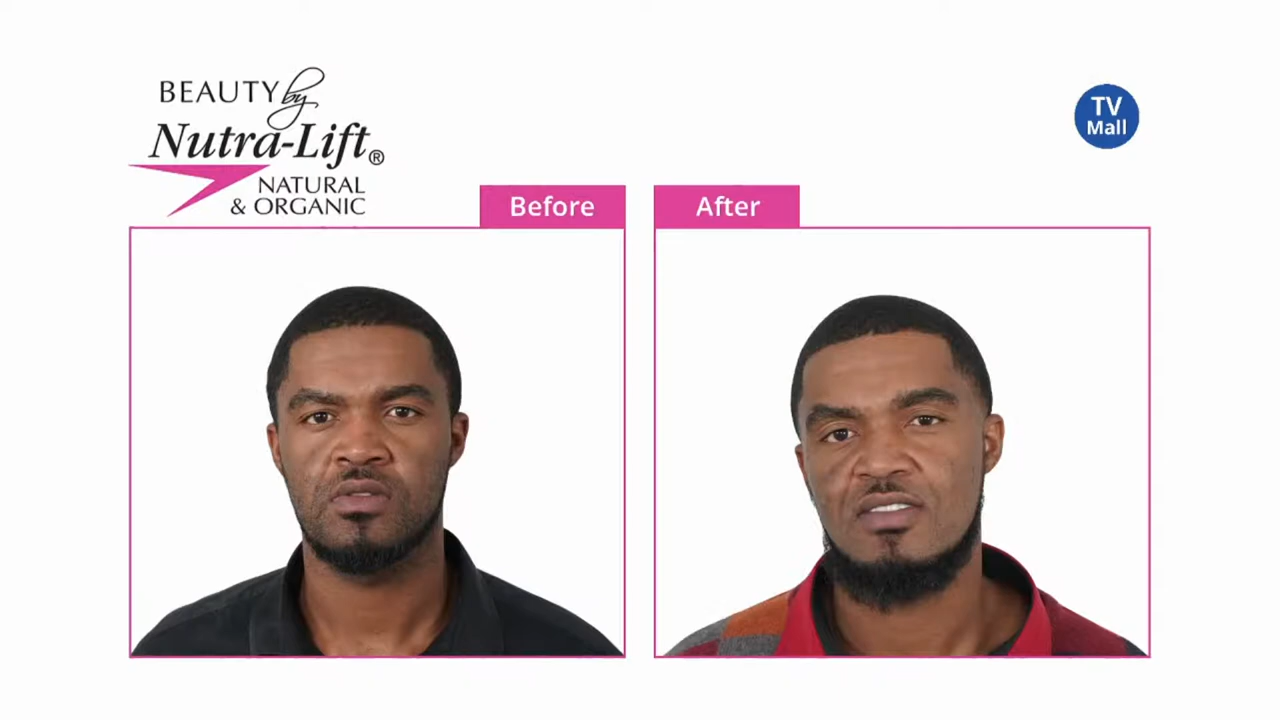 BEAUTY by
Nutra-Lift®
NATURAL
& ORGANIC
TV
Mall
Before
After